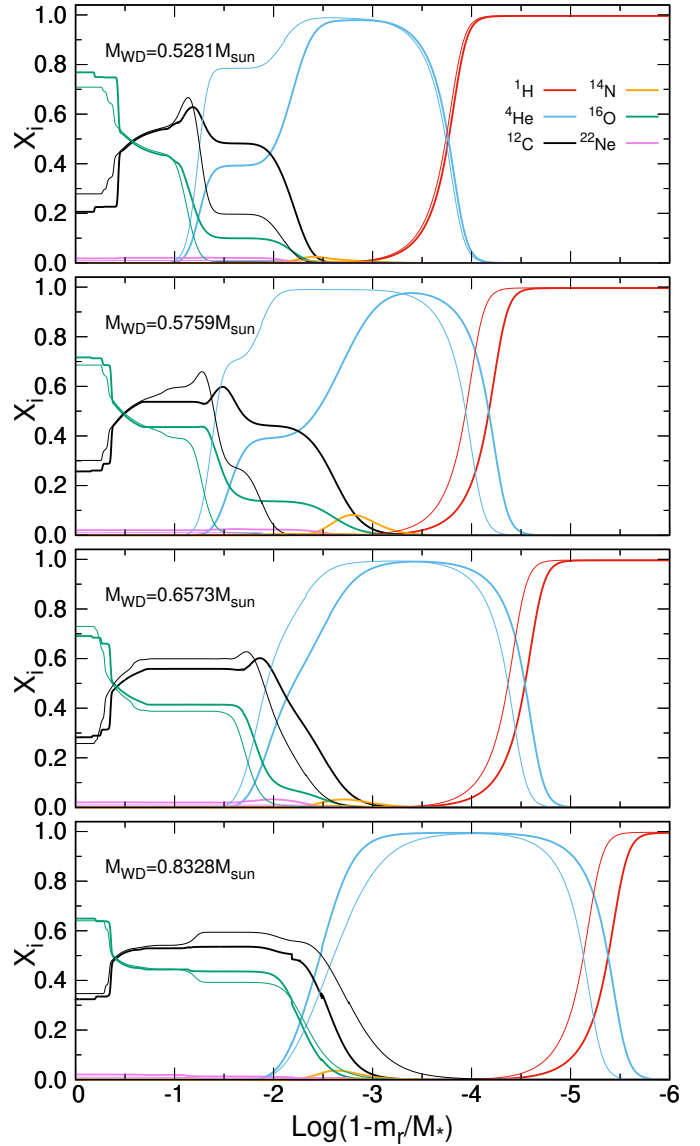 1.0
0.8
0.6
0.4
0.2
0.0
X_i
M_WD=0.5281M_sun
^1H ^14N
^4He ^16O
^12C ^22Ne
1.0
0.8
0.6
0.4
0.2
0.0
X_i
M_WD=0.5759M_sun
1.0
0.8
0.6
0.4
0.2
0.0
X_i
M_WD=0.6573M_sun
1.0
0.8
0.6
0.4
0.2
0.0
X_i
M_WD=0.8328M_sun
0 -1 -2 -3 -4 -5 -6
Log(1-m_r/M_*)